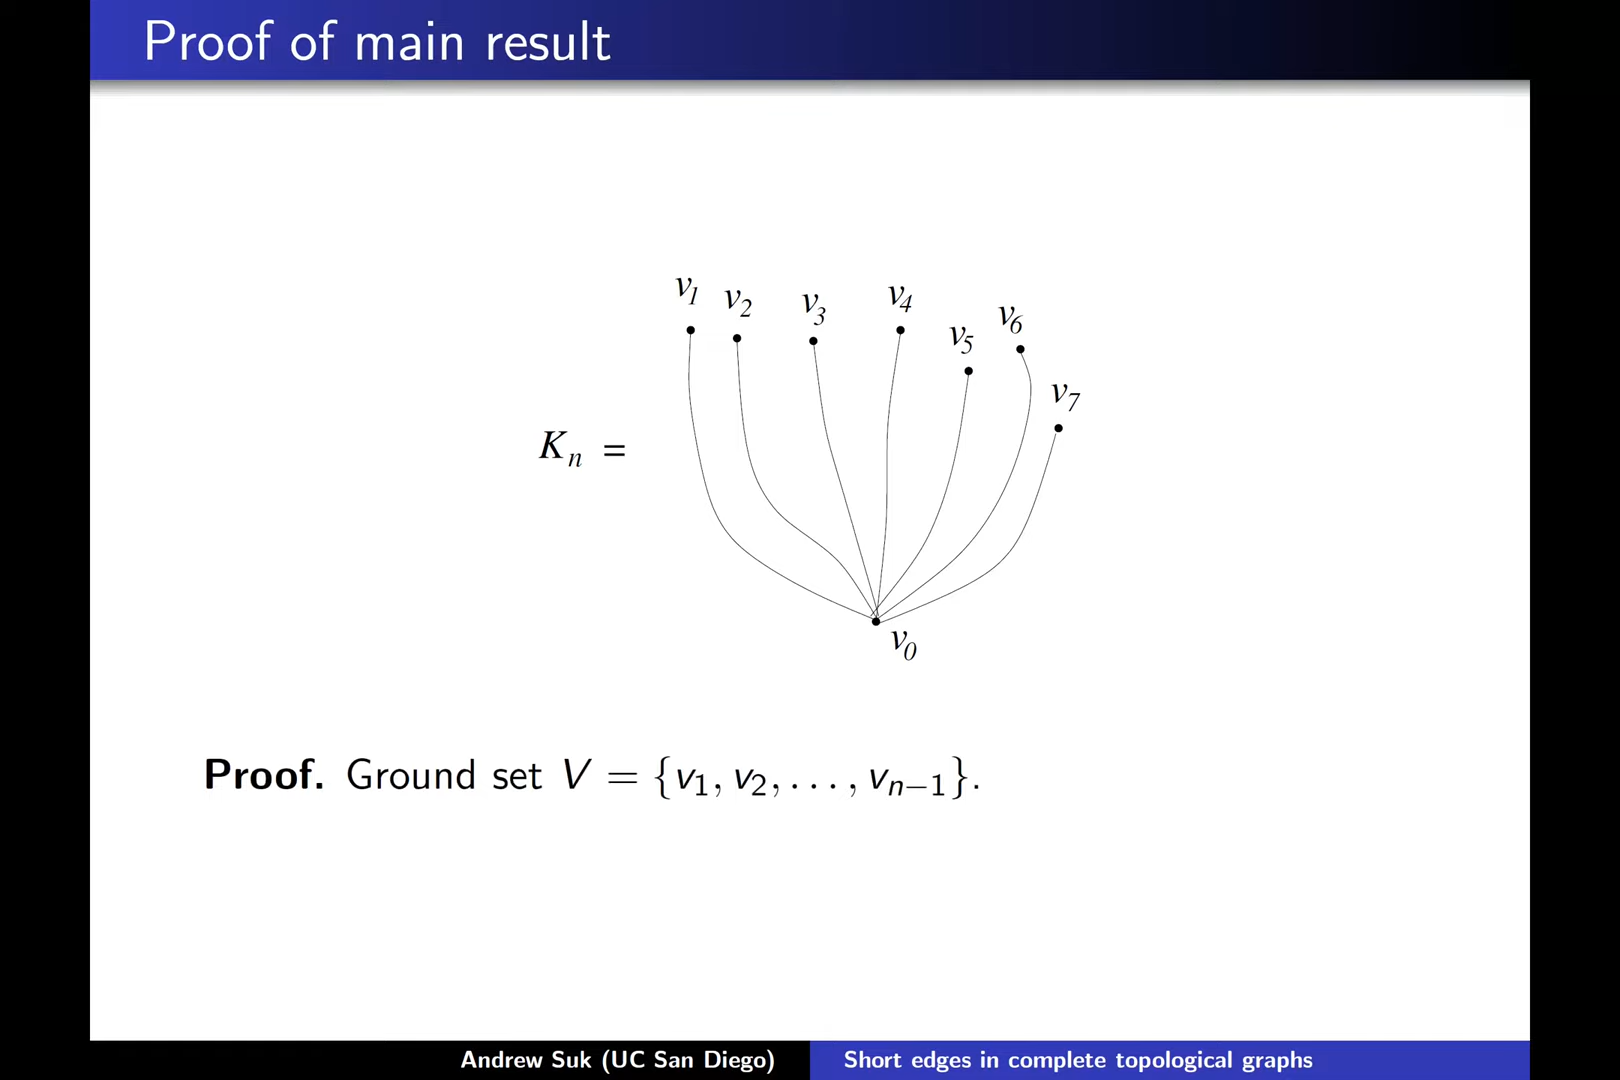 Proof of main result
v1 v2 v3 v4 v5 v6 v7
Kn =
v0
Proof. Ground set V = {v1, v2, . . . , vn−1}.
Andrew Suk (UC San Diego) Short edges in complete topological graphs